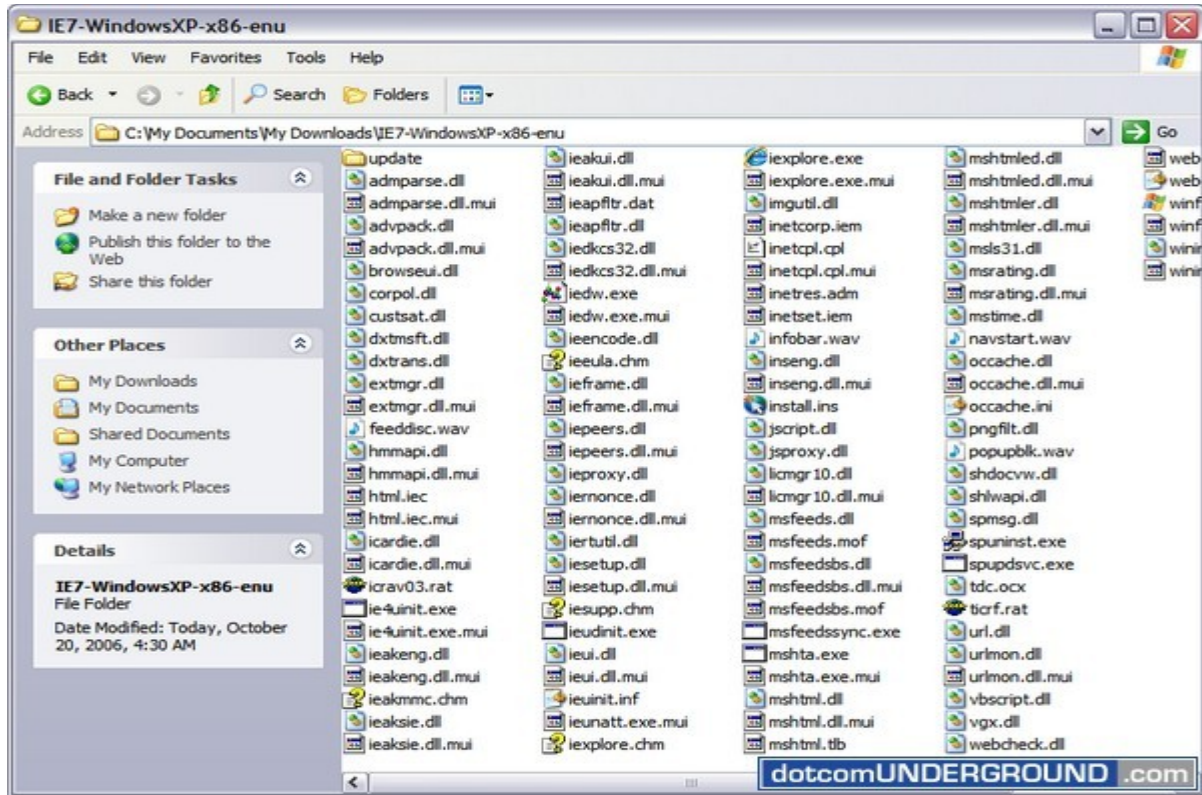 IE7-WindowsXP-x86-enu
File Edit View Favorites Tools Help
Back Search Folders
Address C:\My Documents\My Downloads\IE7-WindowsXP-x86-enu Go
File and Folder Tasks
Make a new folder
Publish this folder to the
Web
Share this folder
Other Places
My Downloads
My Documents
Shared Documents
My Computer
My Network Places
Details
IE7-WindowsXP-x86-enu
File Folder
Date Modified: Today, October
20, 2006, 4:30 AM
update
admparse.dll
admparse.dll.mui
advpack.dll
advpack.dll.mui
browseui.dll
corpol.dll
custsat.dll
dxtmsft.dll
dxtrans.dll
extmgr.dll
extmgr.dll.mui
feeddisc.wav
hmmapi.dll
hmmapi.dll.mui
html.iec
html.iec.mui
icardie.dll
icardie.dll.mui
icrav03.rat
ie4uinit.exe
ie4uinit.exe.mui
ieakeng.dll
ieakeng.dll.mui
ieakmmc.chm
ieaksie.dll
ieaksie.dll.mui
ieakui.dll
ieakui.dll.mui
ieapfltr.dat
ieapfltr.dll
iedkcs32.dll
iedkcs32.dll.mui
iedw.exe
iedw.exe.mui
ieencode.dll
ieeula.chm
ieframe.dll
ieframe.dll.mui
iepeers.dll
iepeers.dll.mui
ieproxy.dll
iernonce.dll
iernonce.dll.mui
iertutil.dll
iesetup.dll
iesetup.dll.mui
iesupp.chm
ieudinit.exe
ieui.dll
ieui.dll.mui
ieuinit.inf
ieunatt.exe.mui
iexplore.chm
iexplore.exe
iexplore.exe.mui
imgutil.dll
inetcorp.iem
inetcpl.cpl
inetcpl.cpl.mui
inetres.adm
inetset.iem
infobar.wav
inseng.dll
inseng.dll.mui
install.ins
jscript.dll
jsproxy.dll
licmgr10.dll
licmgr10.dll.mui
msfeeds.dll
msfeeds.mof
msfeedsbs.dll
msfeedsbs.dll.mui
msfeedsbs.mof
msfeedssync.exe
mshta.exe
mshta.exe.mui
mshtml.dll
mshtml.dll.mui
mshtml.tlb
mshtmled.dll
mshtmled.dll.mui
mshtmler.dll
mshtmler.dll.mui
msls31.dll
msrating.dll
msrating.dll.mui
mstime.dll
navstart.wav
occache.dll
occache.dll.mui
occache.ini
pngfilt.dll
popupblk.wav
shdocvw.dll
shlwapi.dll
spmsg.dll
spuninst.exe
spupdsvc.exe
tdc.ocx
ticrf.rat
url.dll
urlmon.dll
urlmon.dll.mui
vbscript.dll
vgx.dll
webcheck.dll
web
web
winf
winf
dotcomUNDERGROUND .com